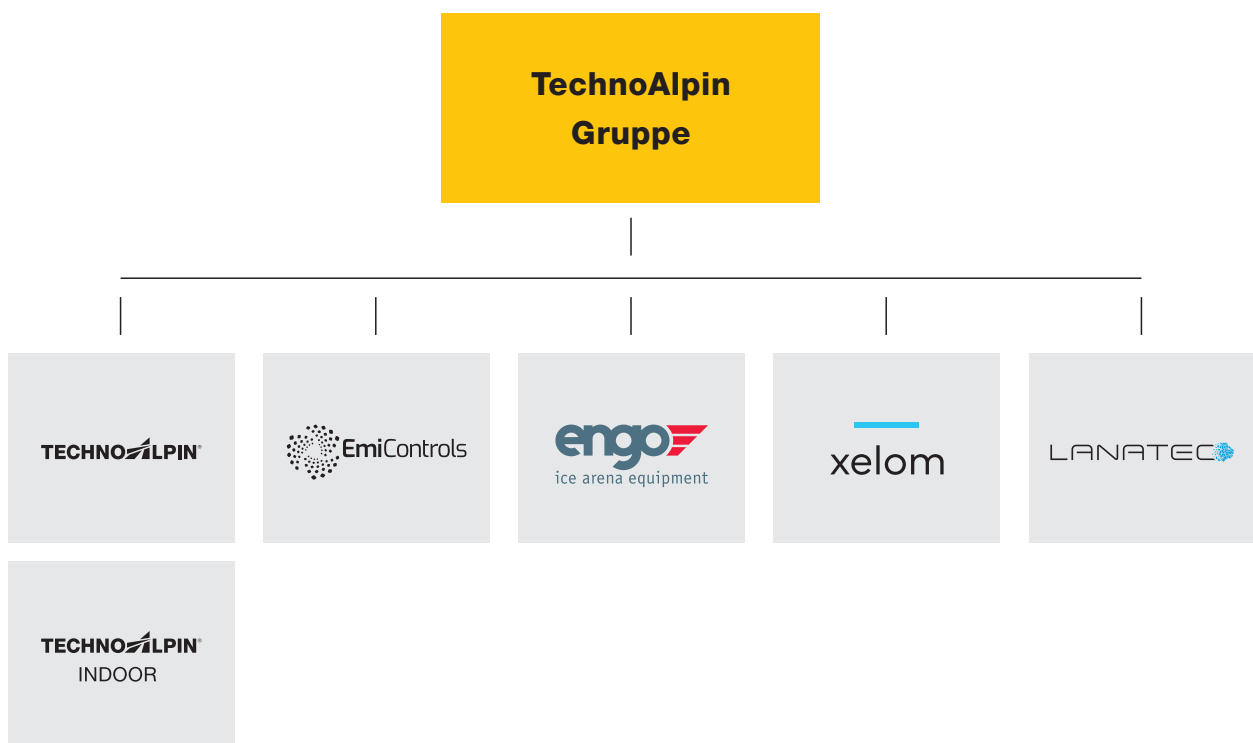 TechnoAlpin
Gruppe
TECHNOALPIN®
EmiControls
engo
ice arena equipment
xelom
LANATEC
TECHNOALPIN®
INDOOR